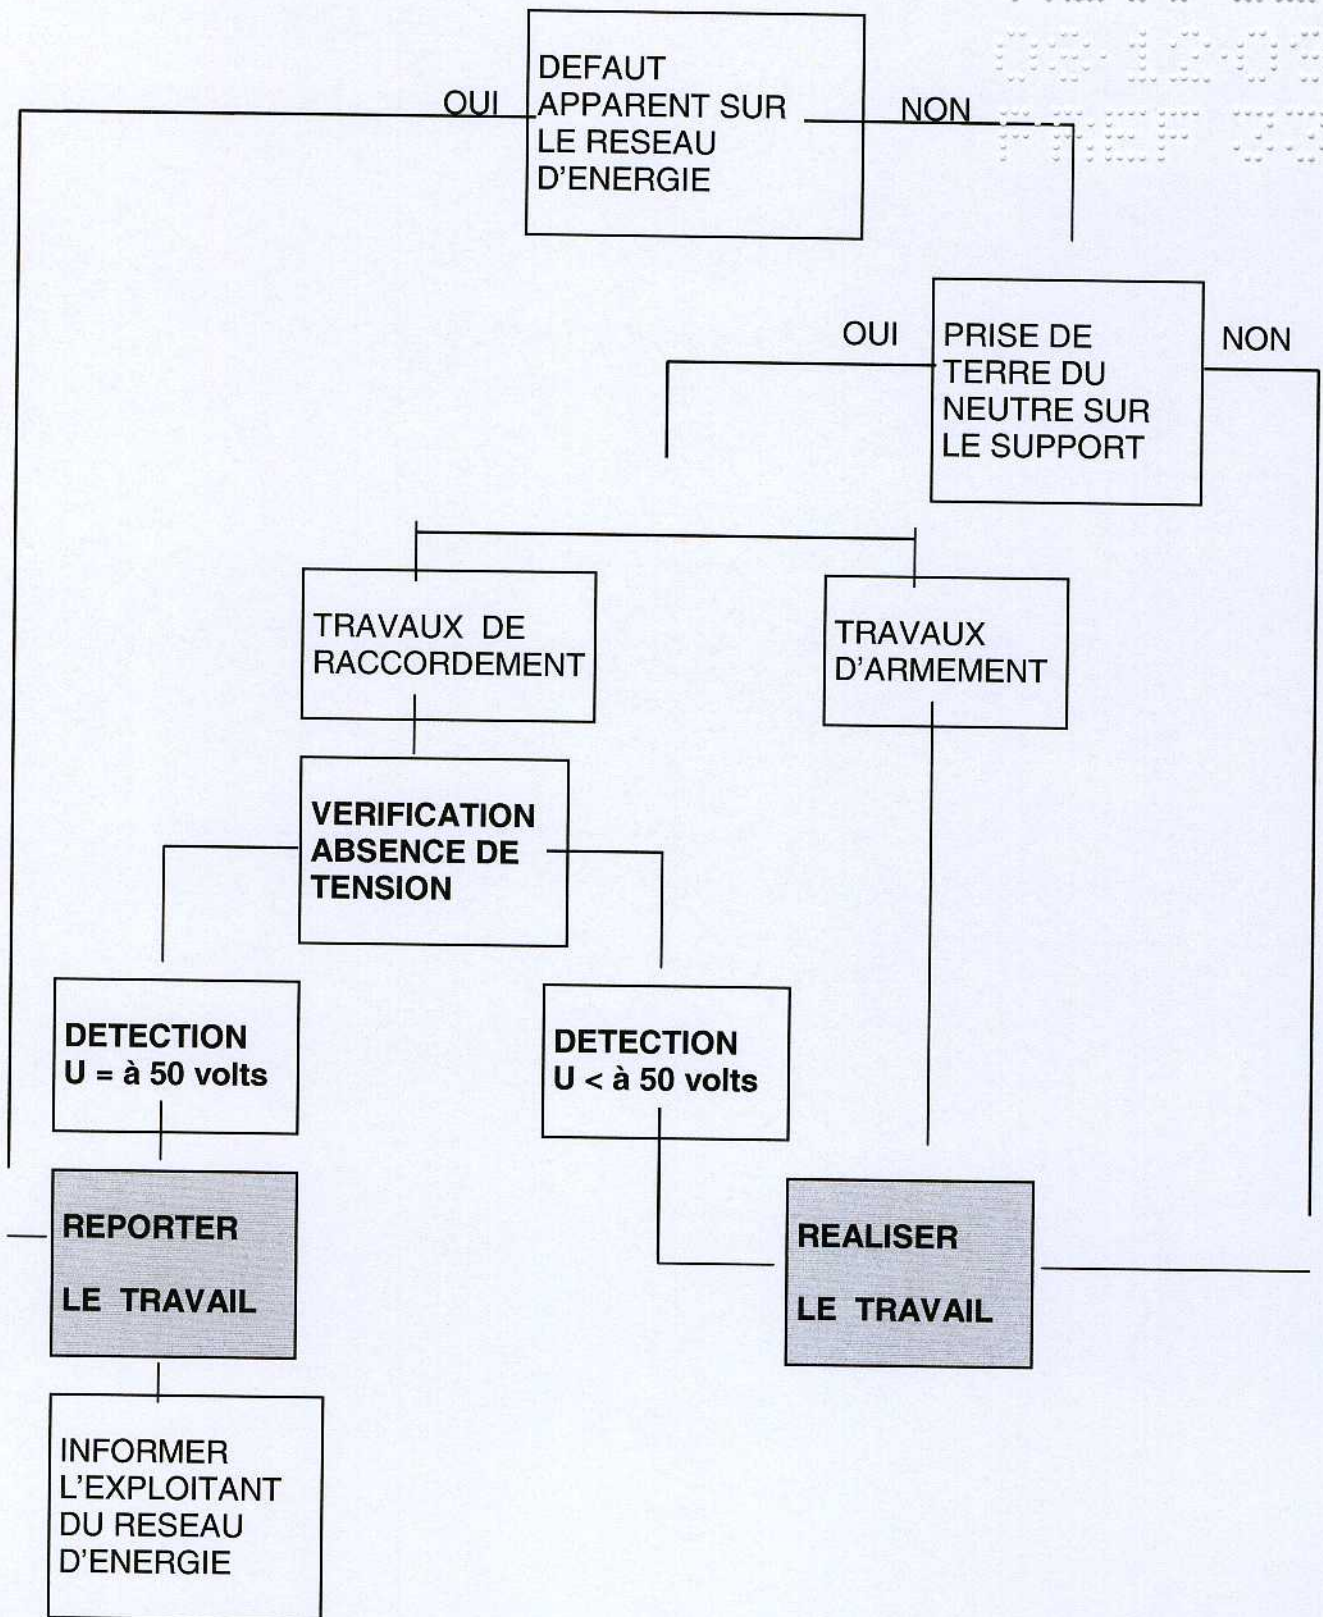 DEFAUT
APPARENT SUR
LE RESEAU
D'ENERGIE
OUI
NON
PRISE DE
TERRE DU
NEUTRE SUR
LE SUPPORT
OUI
NON
TRAVAUX DE
RACCORDEMENT
TRAVAUX
D'ARMEMENT
VERIFICATION
ABSENCE DE
TENSION
DETECTION
U = à 50 volts
DETECTION
U < à 50 volts
REPORTER
LE TRAVAIL
REALISER
LE TRAVAIL
INFORMER
L'EXPLOITANT
DU RESEAU
D'ENERGIE